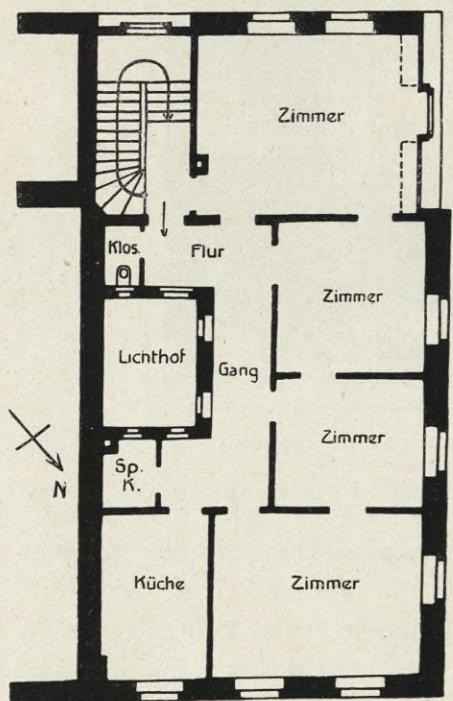 Zimmer
Klos.
Flur
Zimmer
Lichthof
Gang
Zimmer
Sp.
K.
N
Küche
Zimmer